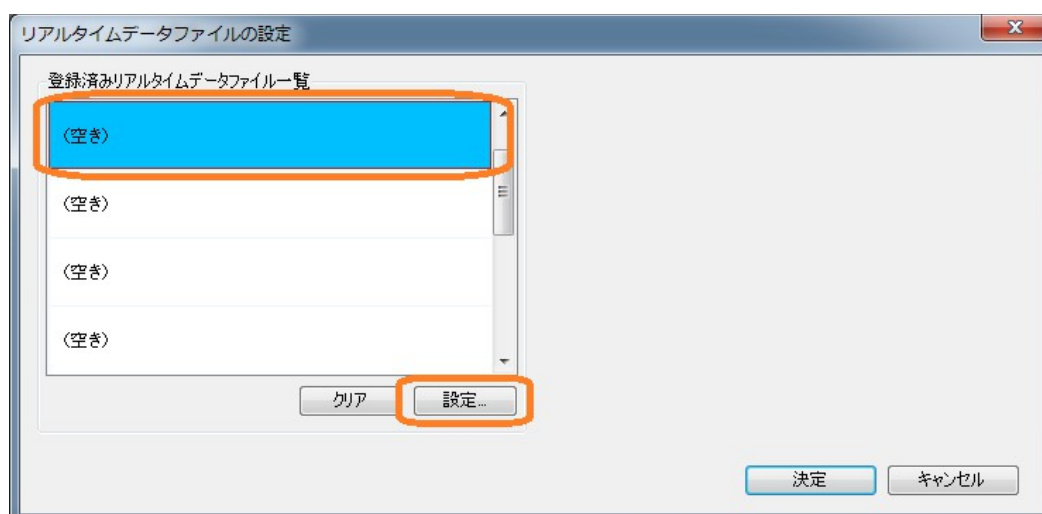 リアルタイムデータファイルの設定
登録済みリアルタイムデータファイル一覧
(空き)
(空き)
(空き)
(空き)
クリア
設定...
決定
キャンセル